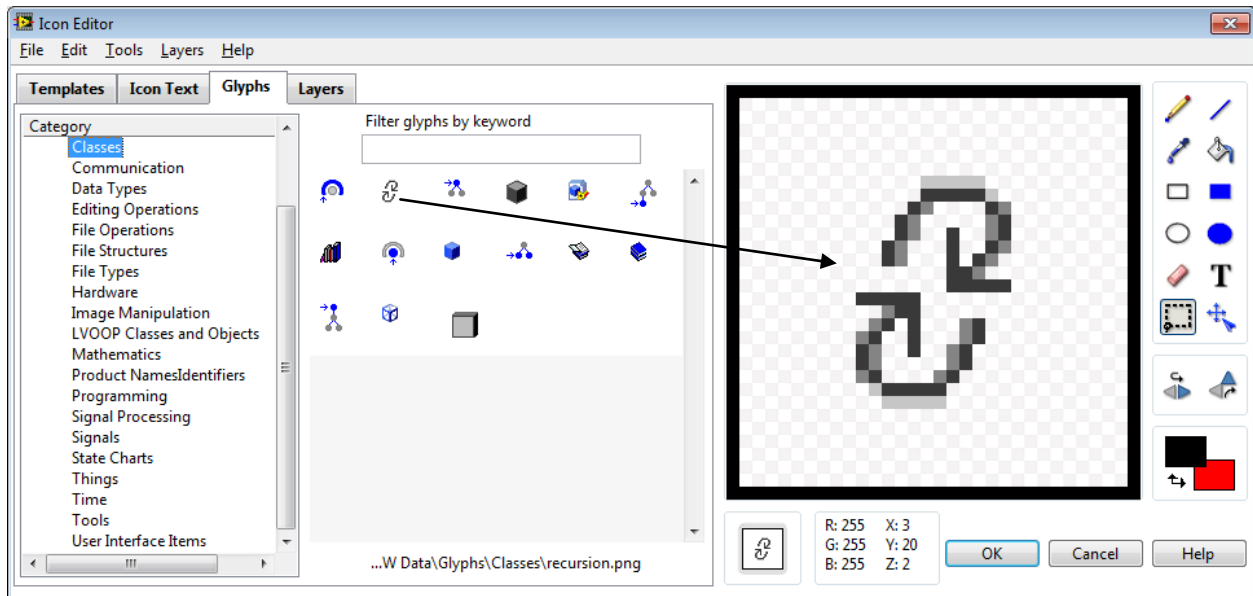 Icon Editor
File Edit Tools Layers Help
Templates Icon Text Glyphs Layers
Category
Classes
Communication
Data Types
Editing Operations
File Operations
File Structures
File Types
Hardware
Image Manipulation
LVOOP Classes and Objects
Mathematics
Product NamesIdentifiers
Programming
Signal Processing
Signals
State Charts
Things
Time
Tools
User Interface Items
Filter glyphs by keyword
...W Data\Glyphs\Classes\recursion.png
T
R: 255 X: 3
G: 255 Y: 20
B: 255 Z: 2
OK Cancel Help